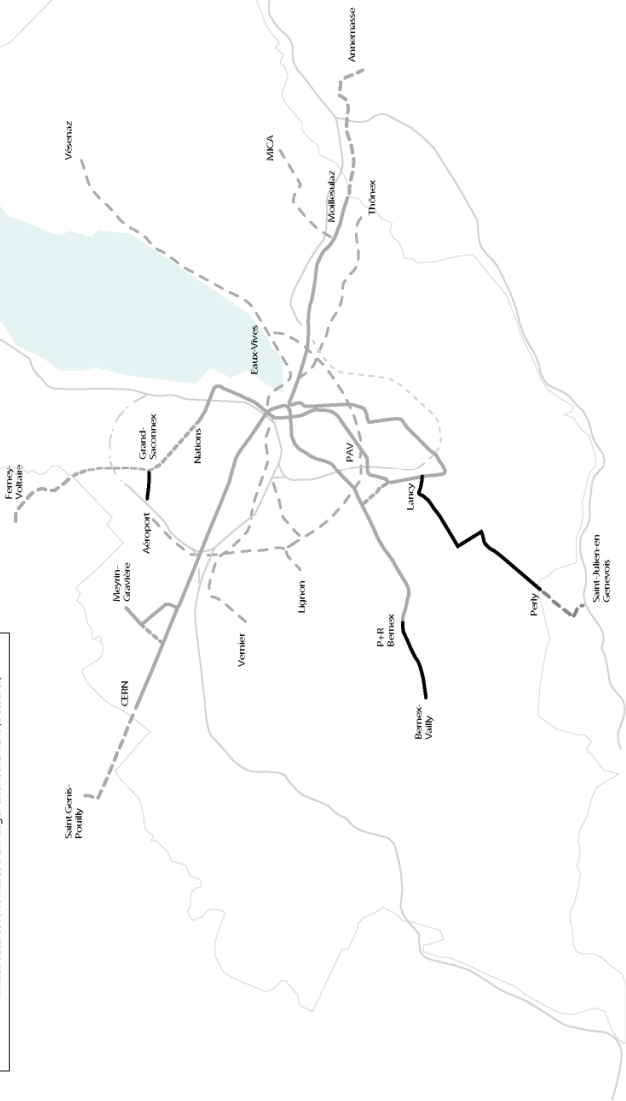 Annemasse
Vésenaz
MICA
Moillesulaz
Thônex
Eaux-Vives
Grand-
Saconnex
Nations
Ferney-
Voltaire
PAV
Aéroport
Lancy
Meyrin-
Gravière
Lignon
Vernier
P+R
Bernex
Perly
Saint-Julien-en
Genevois
CERN
Bernex-
Vailly
Saint Genis-
Pouilly